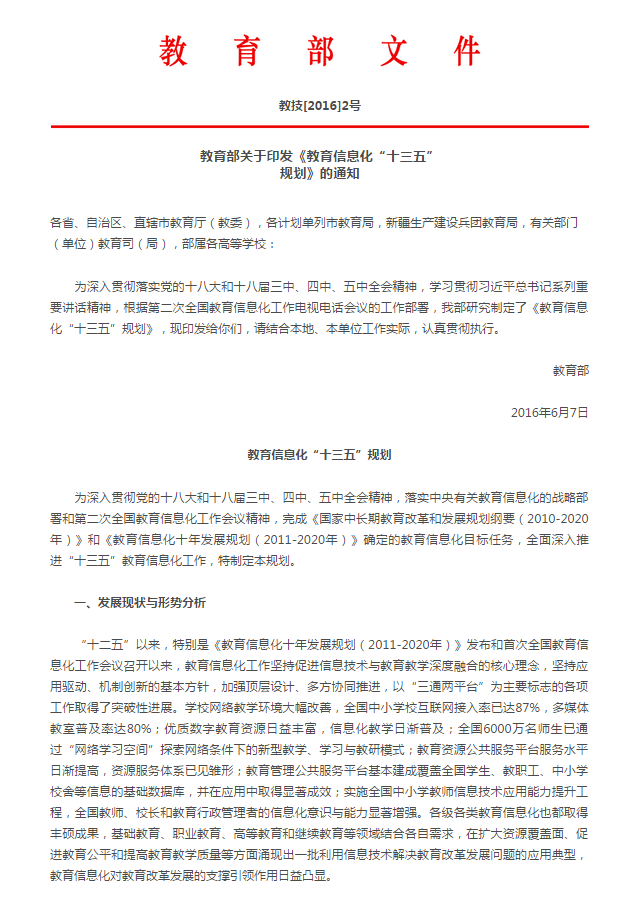 教育部文件
教技[2016]2号
教育部关于印发《教育信息化“十三五”
规划》的通知
各省、自治区、直辖市教育厅（教委），各计划单列市教育局，新疆生产建设兵团教育局，有关部门
（单位）教育司（局），部属各高等学校：
为深入贯彻落实党的十八大和十八届三中、四中、五中全会精神，学习贯彻习近平总书记系列重
要讲话精神，根据第二次全国教育信息化工作电视电话会议的工作部署，我部研究制定了《教育信息
化“十三五”规划》，现印发给你们，请结合本地、本单位工作实际，认真贯彻执行。
教育部
2016年6月7日
教育信息化“十三五”规划
为深入贯彻党的十八大和十八届三中、四中、五中全会精神，落实中央有关教育信息化的战略部
署和第二次全国教育信息化工作会议精神，完成《国家中长期教育改革和发展规划纲要（2010-2020
年）》和《教育信息化十年发展规划（2011-2020年）》确定的教育信息化目标任务，全面深入推
进“十三五”教育信息化工作，特制定本规划。
一、发展现状与形势分析
“十二五”以来，特别是《教育信息化十年发展规划（2011-2020年）》发布和首次全国教育信
息化工作会议召开以来，教育信息化工作坚持促进信息技术与教育教学深度融合的核心理念，坚持应
用驱动、机制创新的基本方针，加强顶层设计、多方协同推进，以“三通两平台”为主要标志的各项
工作取得了突破性进展。学校网络教学环境大幅改善，全国中小学校互联网接入率已达87%，多媒体
教室普及率达80%；优质数字教育资源日益丰富，信息化教学日渐普及；全国6000万名师生已通
过“网络学习空间”探索网络条件下的新型教学、学习与教研模式；教育资源公共服务平台服务水平
日渐提高，资源服务体系已见雏形；教育管理公共服务平台基本建成覆盖全国学生、教职工、中小学
校舍等信息的基础数据库，并在应用中取得显著成效；实施全国中小学教师信息技术应用能力提升工
程，全国教师、校长和教育行政管理者的信息化意识与能力显著增强。各级各类教育信息化也都取得
丰硕成果，基础教育、职业教育、高等教育和继续教育等领域结合各自需求，在扩大资源覆盖面、促
进教育公平和提高教育教学质量等方面涌现出一批利用信息技术解决教育改革发展问题的应用典型，
教育信息化对教育改革发展的支撑引领作用日益凸显。